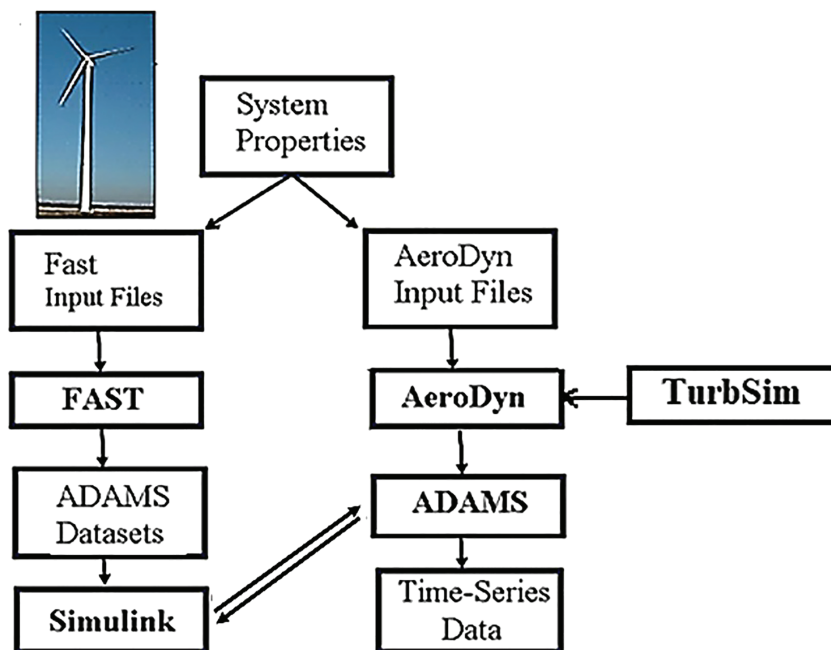 System
Properties
Fast
Input Files
AeroDyn
Input Files
FAST
AeroDyn
TurbSim
ADAMS
Datasets
ADAMS
Simulink
Time-Series
Data